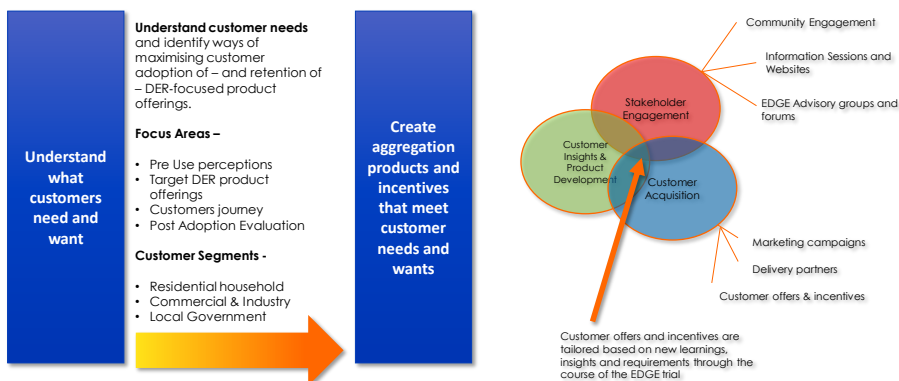 Understand
what
customers
need and
want
Understand customer needs
and identify ways of
maximising customer
adoption of – and retention of
– DER-focused product
offerings.
Focus Areas –
• Pre Use perceptions
• Target DER product
offerings
• Customers journey
• Post Adoption Evaluation
Customer Segments -
• Residential household
• Commercial & Industry
• Local Government
Create
aggregation
products and
incentives
that meet
customer
needs and
wants
Stakeholder
Engagement
Customer
Insights &
Product
Development
Customer
Acquisition
Community Engagement
Information Sessions and
Websites
EDGE Advisory groups and
forums
Marketing campaigns
Delivery partners
Customer offers & incentives
Customer offers and incentives are
tailored based on new learnings,
insights and requirements through the
course of the EDGE trial